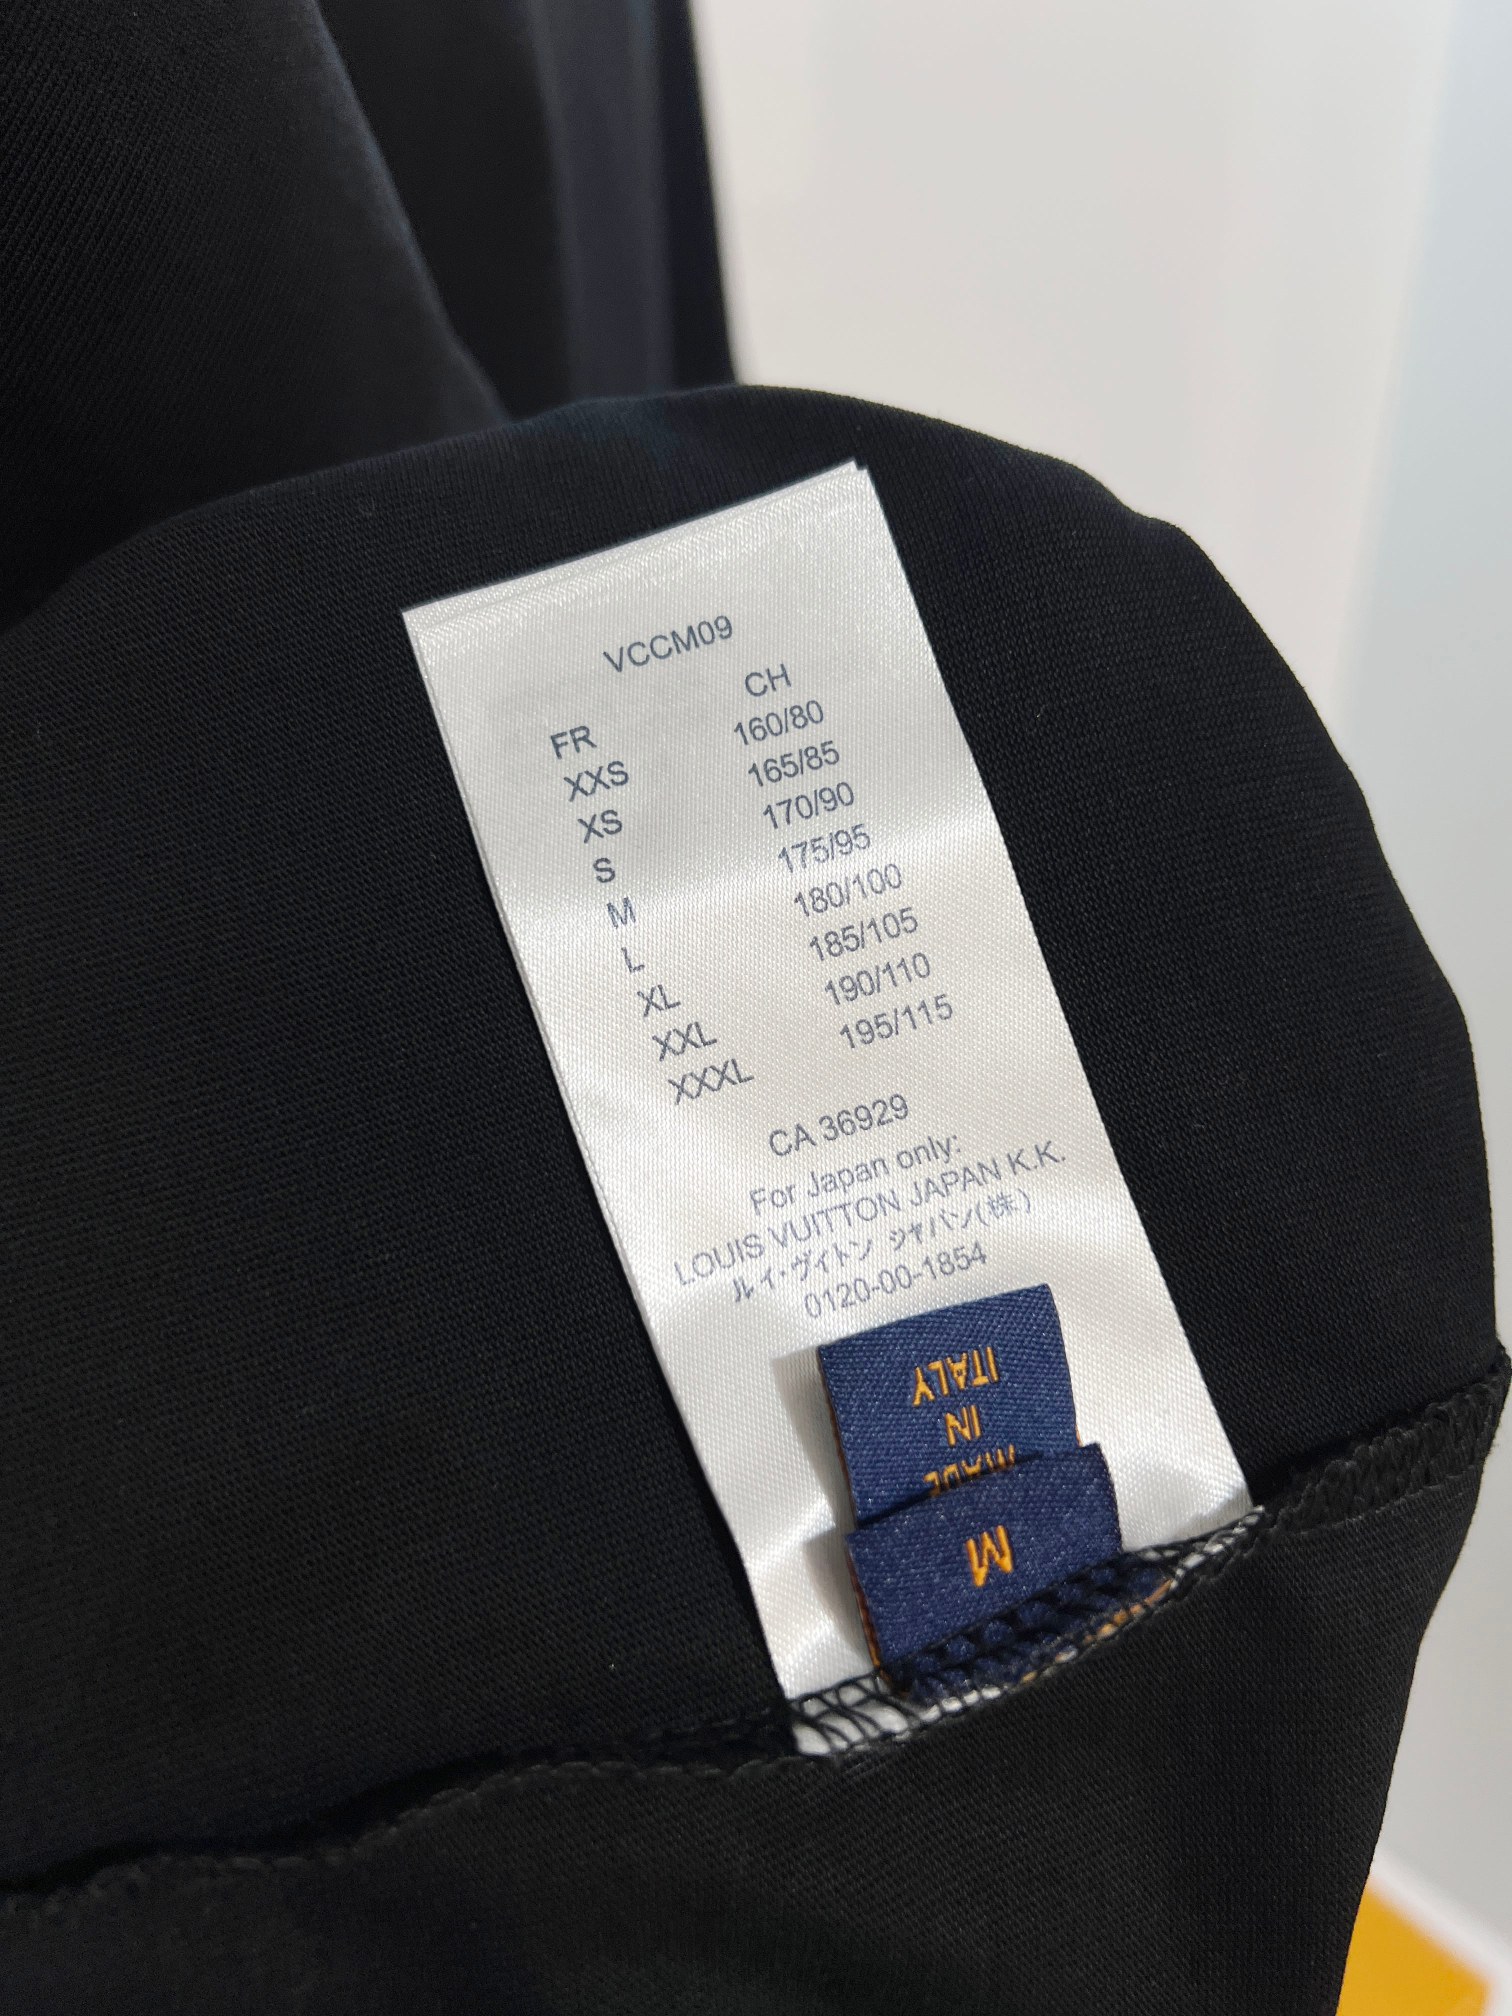 VCCM09
FR CH
XXS 160/80
XS 165/85
S 170/90
M 175/95
L 180/100
XL 185/105
XXL 190/110
XXXL 195/115
CA 36929
For Japan only:
LOUIS VUITTON JAPAN K.K.
ルイ・ヴィトン ジャパン(株)
0120-00-1854
M
MADE
IN
ITALY